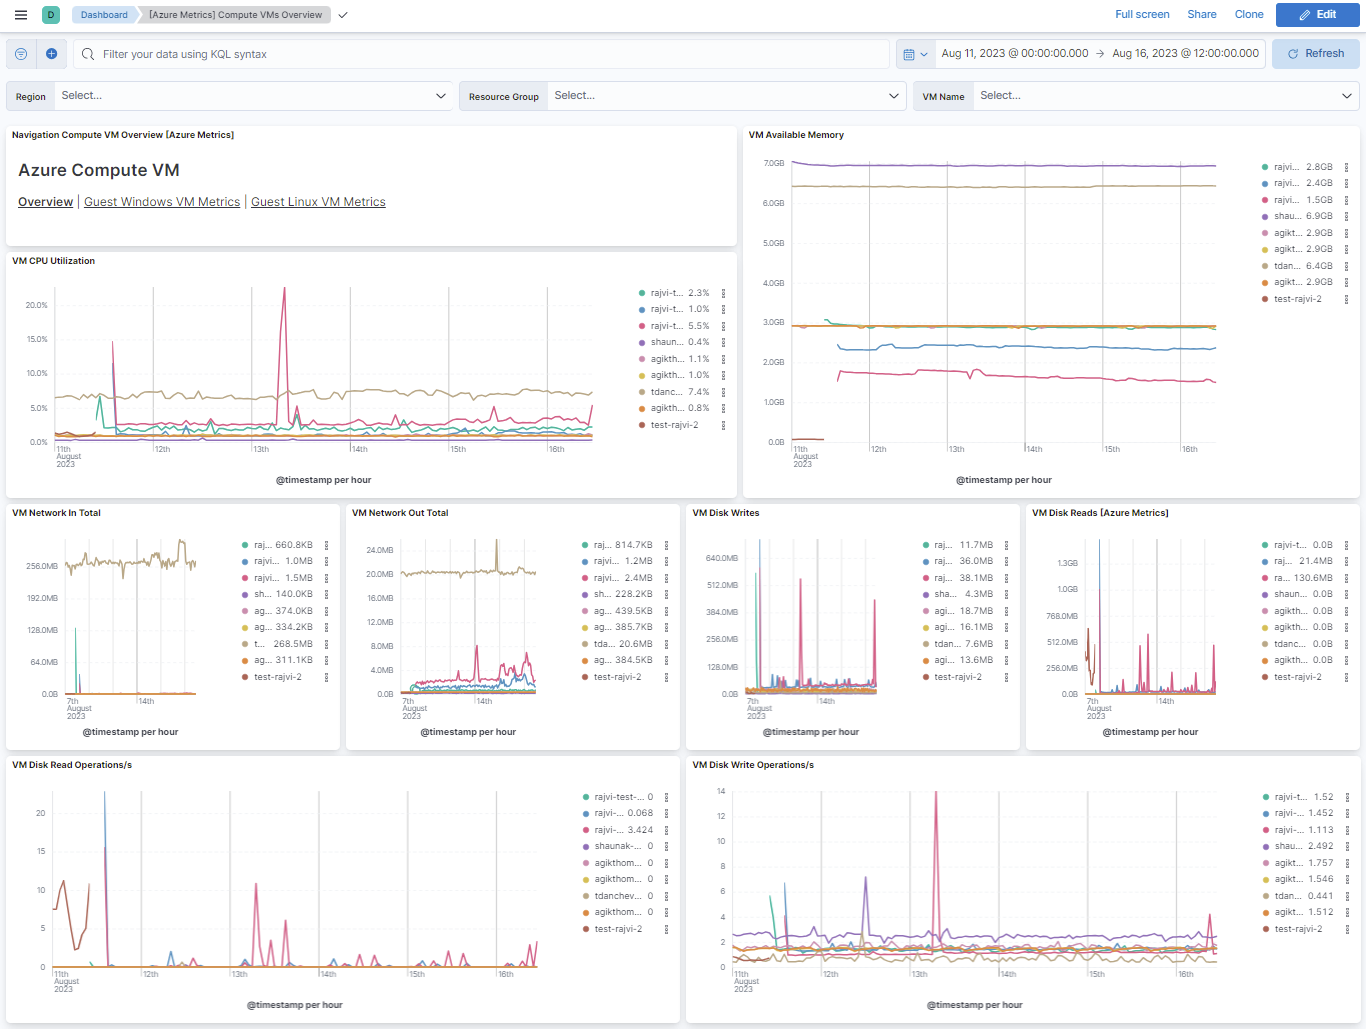 D Dashboard [Azure Metrics] Compute VMs Overview Full screen Share Clone Edit
Filter your data using KQL syntax Aug 11, 2023 @ 00:00:00.000 → Aug 16, 2023 @ 12:00:00.000 Refresh
Region Select... Resource Group Select... VM Name Select...
Navigation Compute VM Overview [Azure Metrics]
Azure Compute VM
Overview | Guest Windows VM Metrics | Guest Linux VM Metrics
VM Available Memory
7.0GB
6.0GB
5.0GB
4.0GB
3.0GB
2.0GB
1.0GB
0.0B
11th 12th 13th 14th 15th 16th
August
2023
@timestamp per hour
rajvi... 2.8GB
rajvi... 2.4GB
rajvi... 1.5GB
shau... 6.9GB
agikt... 2.9GB
agikt... 2.9GB
tdan... 6.4GB
agikt... 2.9GB
test-rajvi-2
VM CPU Utilization
20.0%
15.0%
10.0%
5.0%
0.0%
11th 12th 13th 14th 15th 16th
August
2023
@timestamp per hour
rajvi-t... 2.3%
rajvi-t... 1.0%
rajvi-t... 5.5%
shaun... 0.4%
agikth... 1.1%
agikth... 1.0%
tdanc... 7.4%
agikth... 0.8%
test-rajvi-2
VM Network In Total
256.0MB
192.0MB
128.0MB
64.0MB
0.0B
7th 14th
August
2023
@timestamp per hour
raj... 660.8KB
rajvi... 1.0MB
rajvi... 1.5MB
sh... 140.0KB
ag... 374.0KB
ag... 334.2KB
t... 268.5MB
ag... 311.1KB
test-rajvi-2
VM Network Out Total
24.0MB
20.0MB
16.0MB
12.0MB
8.0MB
4.0MB
0.0B
7th 14th
August
2023
@timestamp per hour
raj... 814.7KB
rajvi... 1.2MB
rajvi... 2.4MB
sh... 228.2KB
ag... 439.5KB
ag... 385.7KB
tda... 20.6MB
ag... 384.5KB
test-rajvi-2
VM Disk Writes
640.0MB
512.0MB
384.0MB
256.0MB
128.0MB
0.0B
7th 14th
August
2023
@timestamp per hour
raj... 11.7MB
raj... 36.0MB
raj... 38.1MB
sha... 4.3MB
agi... 18.7MB
agi... 16.1MB
tdan... 7.6MB
agi... 13.6MB
test-rajvi-2
VM Disk Reads [Azure Metrics]
1.3GB
1.0GB
768.0MB
512.0MB
256.0MB
0.0B
7th 14th
August
2023
@timestamp per hour
rajvi-t... 0.0B
raj... 21.4MB
ra... 130.6MB
shaun... 0.0B
agikth... 0.0B
agikth... 0.0B
tdanc... 0.0B
agikth... 0.0B
test-rajvi-2
VM Disk Read Operations/s
20
15
10
5
0
11th 12th 13th 14th 15th 16th
August
2023
@timestamp per hour
rajvi-test-... 0
rajvi-... 0.068
rajvi-... 3.424
shaunak-... 0
agikthom... 0
agikthom... 0
tdanchev... 0
agikthom... 0
test-rajvi-2
VM Disk Write Operations/s
14
12
10
8
6
4
2
0
11th 12th 13th 14th 15th 16th
August
2023
@timestamp per hour
rajvi-t... 1.52
rajvi... 1.452
rajvi-... 1.113
shau... 2.492
agikt... 1.757
agikt... 1.546
tdan... 0.441
agikt... 1.512
test-rajvi-2